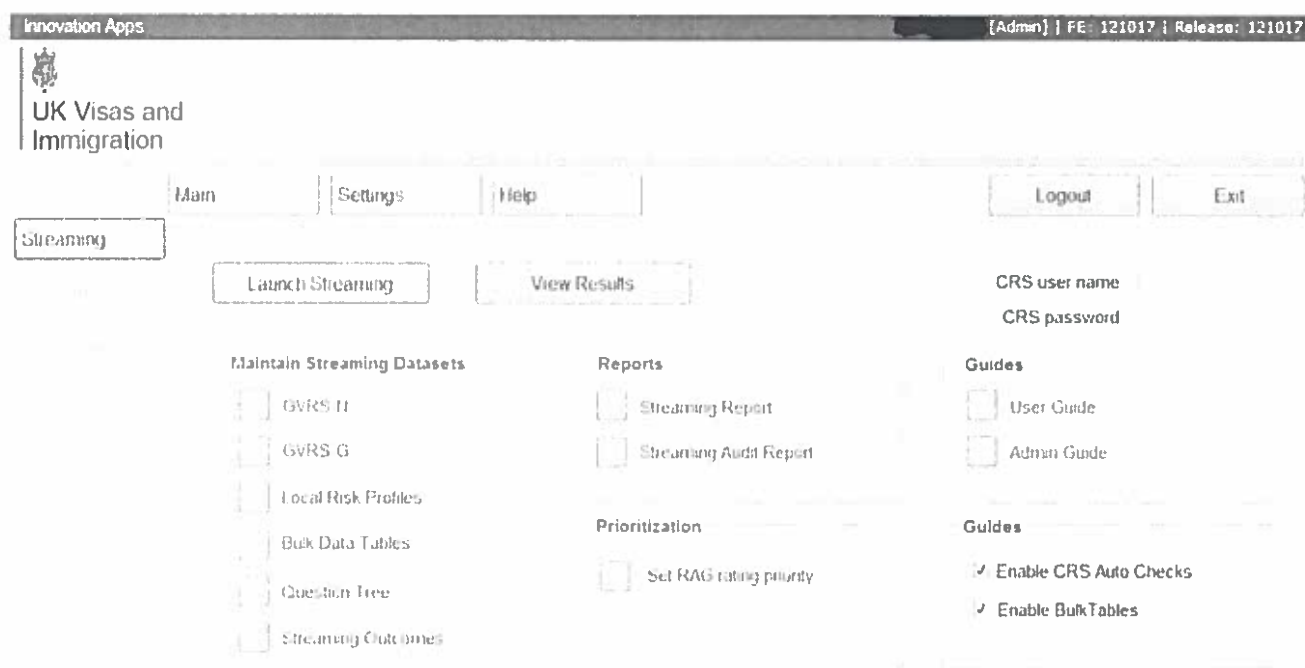 Innovation Apps
[Admin] | FE: 121017 | Release: 121017
UK Visas and
Immigration
Main Settings Help Logout Exit
Streaming
Launch Streaming View Results CRS user name
CRS password
Maintain Streaming Datasets Reports Guides
GVRS N Streaming Report User Guide
GVRS G Streaming Audit Report Admin Guide
Local Risk Profiles
Prioritization Guides
Bulk Data Tables
Set RAG rating priority ✓ Enable CRS Auto Checks
Question Tree
✓ Enable BulkTables
Streaming Outcomes